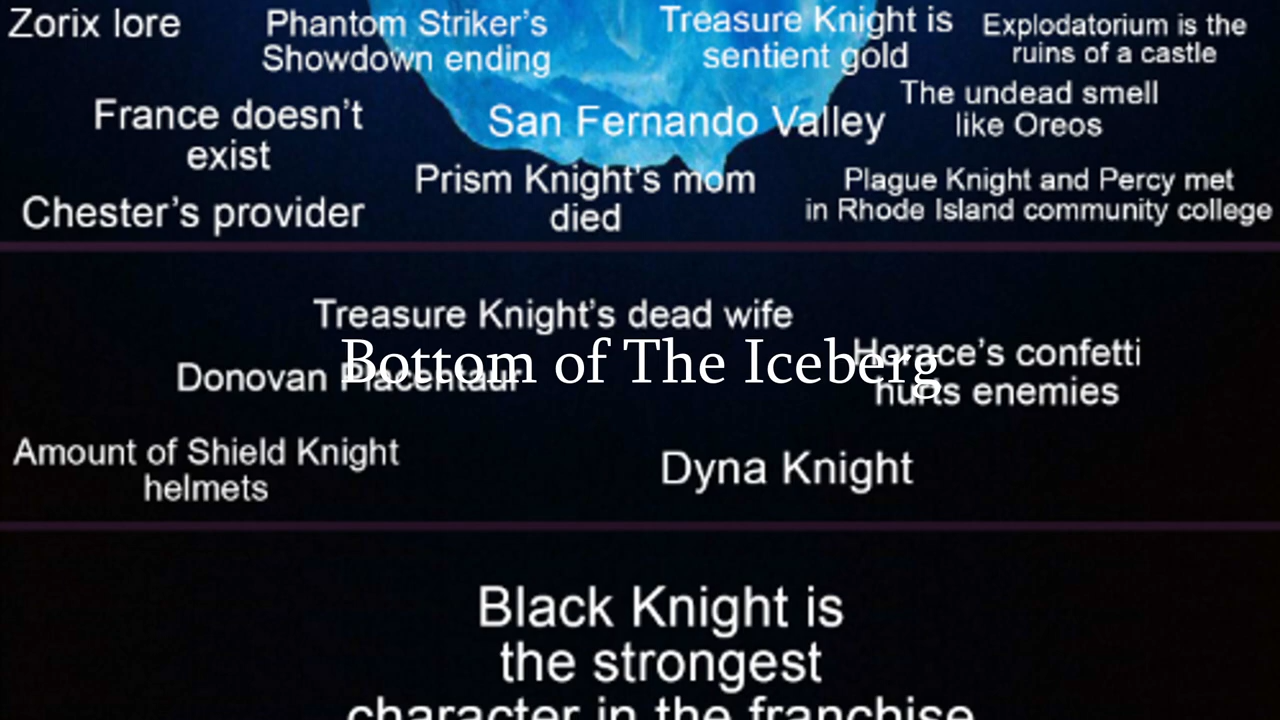 Zorix lore
Phantom Striker's
Showdown ending
Treasure Knight is
sentient gold
Explodatorium is the
ruins of a castle
France doesn't
exist
San Fernando Valley
The undead smell
like Oreos
Chester's provider
Prism Knight's mom
died
Plague Knight and Percy met
in Rhode Island community college
Treasure Knight's dead wife
Bottom of The Iceberg
Donovan Placentaur
Horace's confetti
hurts enemies
Amount of Shield Knight
helmets
Dyna Knight
Black Knight is
the strongest
character in the franchise